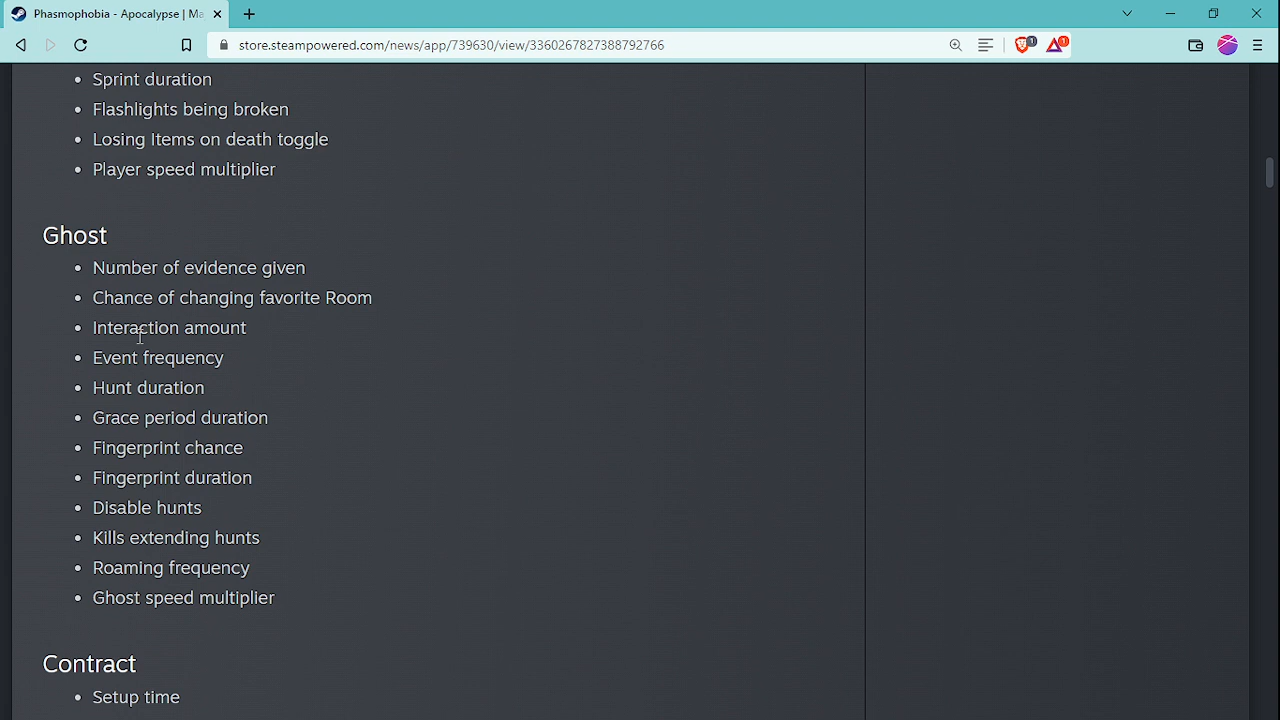 Phasmophobia - Apocalypse | Ma
store.steampowered.com/news/app/739630/view/3360267827388792766
1
1
Sprint duration
Flashlights being broken
Losing Items on death toggle
Player speed multiplier
Ghost
Number of evidence given
Chance of changing favorite Room
Interaction amount
Event frequency
Hunt duration
Grace period duration
Fingerprint chance
Fingerprint duration
Disable hunts
Kills extending hunts
Roaming frequency
Ghost speed multiplier
Contract
Setup time